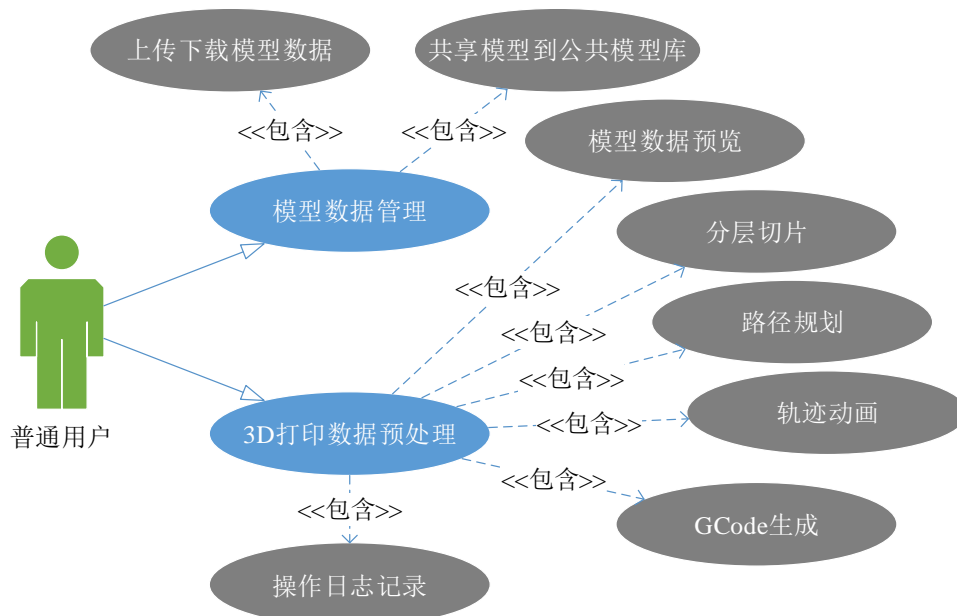 上传下载模型数据
共享模型到公共模型库
<<包含>>
<<包含>>
模型数据预览
模型数据管理
分层切片
<<包含>>
路径规划
<<包含>>
<<包含>>
轨迹动画
<<包含>>
普通用户
3D打印数据预处理
<<包含>>
<<包含>>
GCode生成
操作日志记录